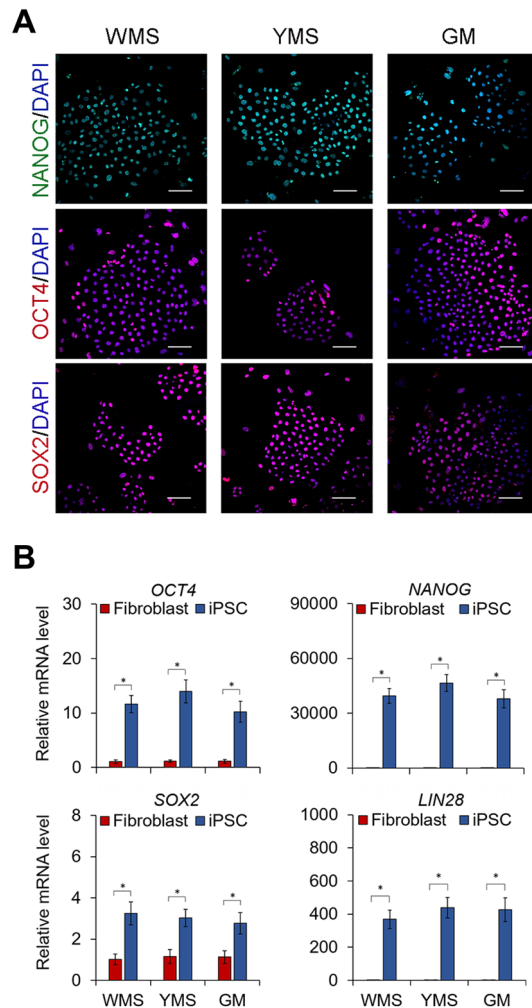 A
WMS YMS GM
NANOG/DAPI
OCT4/DAPI
SOX2/DAPI
B
OCT4
Relative mRNA level
30
20
10
0
Fibroblast iPSC
* * *
NANOG
90000
60000
30000
0
Fibroblast iPSC
* * *
SOX2
Relative mRNA level
8
6
4
2
0
Fibroblast iPSC
* * *
WMS YMS GM
LIN28
1000
800
600
400
200
0
Fibroblast iPSC
* * *
WMS YMS GM